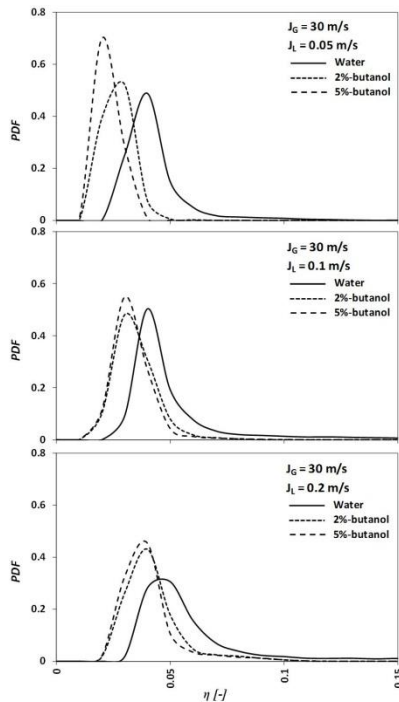 0.8
J_G = 30 m/s
J_L = 0.05 m/s
Water
2%-butanol
5%-butanol
0.6
0.4
0.2
0
PDF
0.8
J_G = 30 m/s
J_L = 0.1 m/s
Water
2%-butanol
5%-butanol
0.6
0.4
0.2
0
PDF
0.8
J_G = 30 m/s
J_L = 0.2 m/s
Water
2%-butanol
5%-butanol
0.6
0.4
0.2
0
PDF
0 0.05 0.1 0.15
η [-]